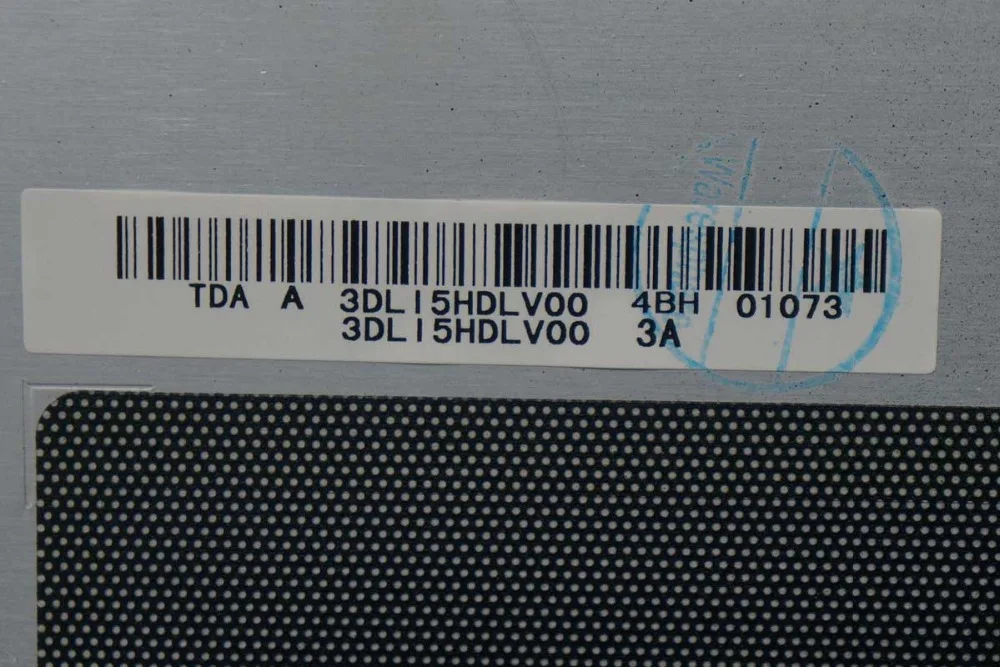 TDA A 3DLI5HDLV00 4BH 01073
3DLI5HDLV00 3A